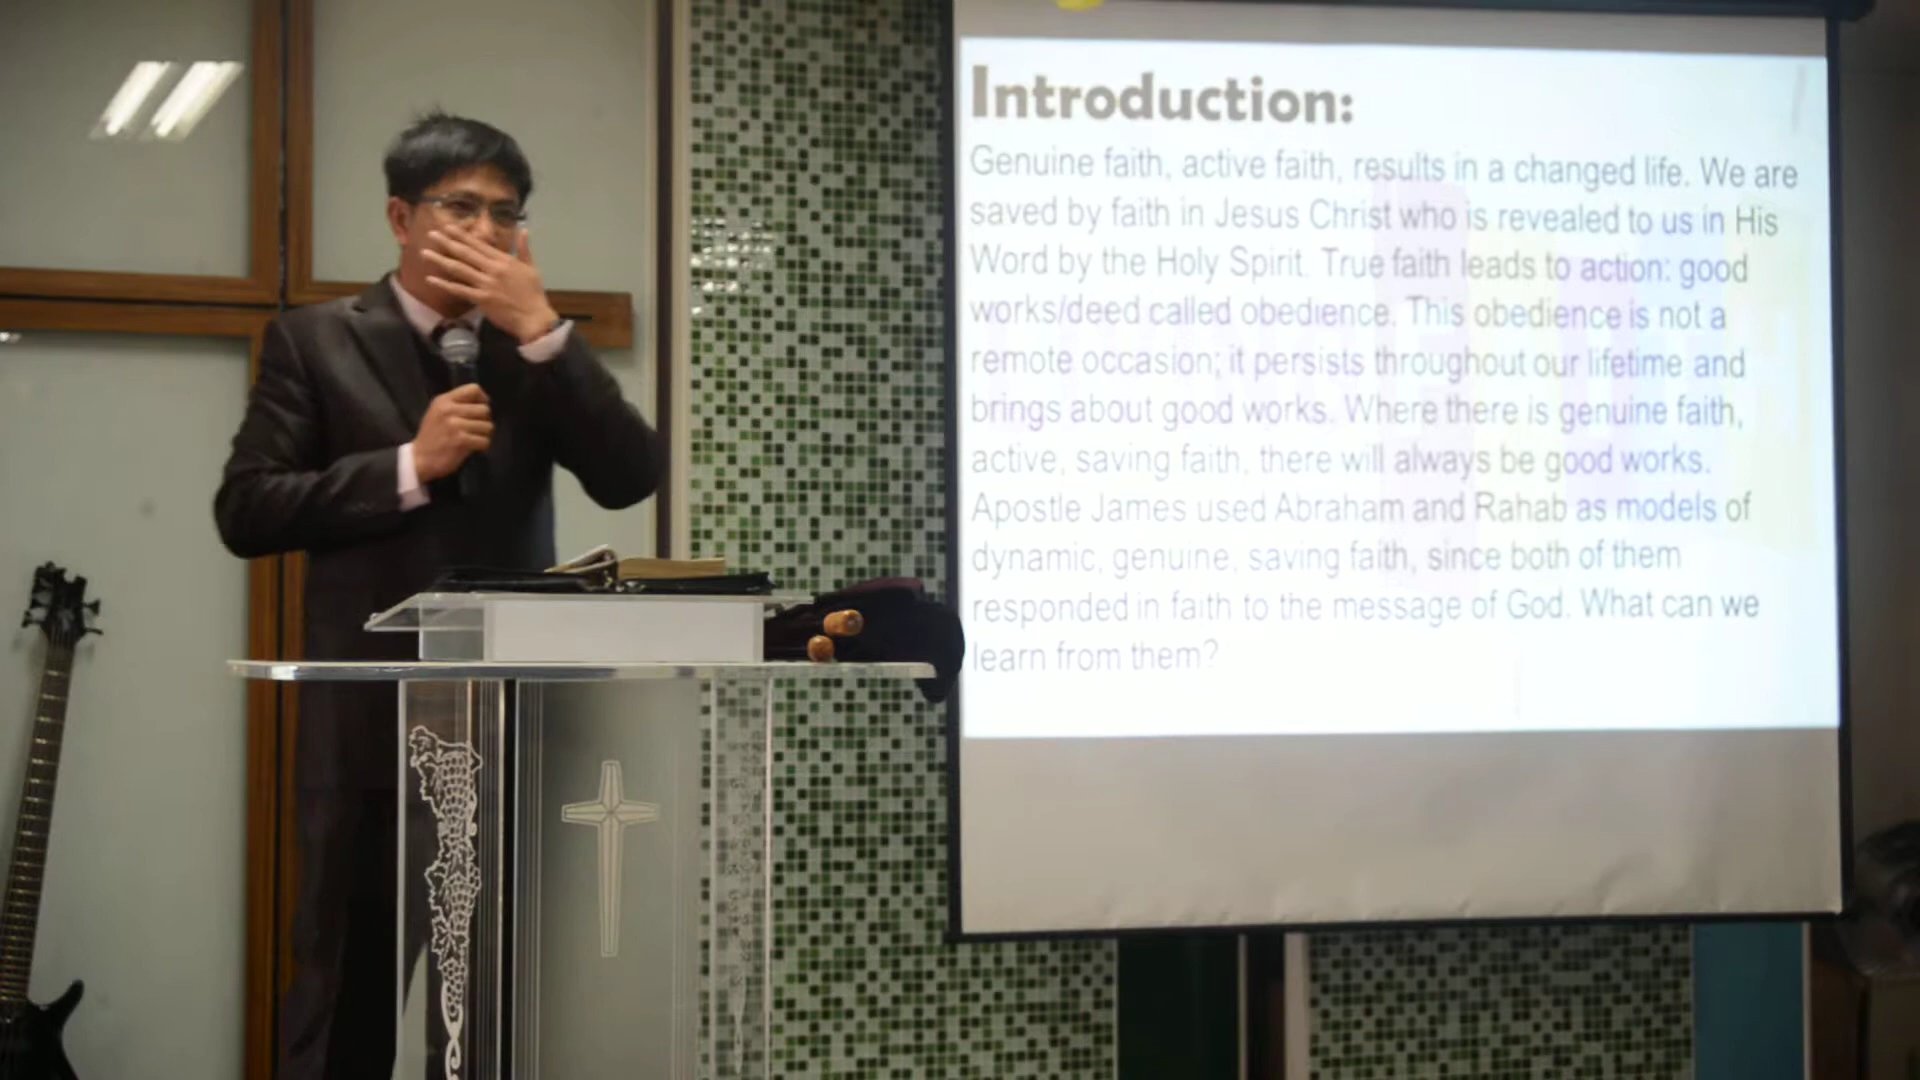 Introduction:
Genuine faith, active faith, results in a changed life. We are
saved by faith in Jesus Christ who is revealed to us in His
Word by the Holy Spirit. True faith leads to action: good
works/deed called obedience. This obedience is not a
remote occasion; it persists throughout our lifetime and
brings about good works. Where there is genuine faith,
active, saving faith, there will always be good works.
Apostle James used Abraham and Rahab as models of
dynamic, genuine, saving faith, since both of them
responded in faith to the message of God. What can we
learn from them?